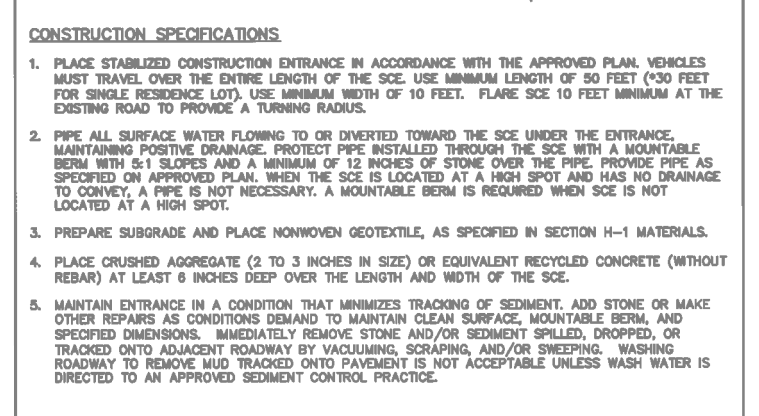 CONSTRUCTION SPECIFICATIONS
1. PLACE STABILIZED CONSTRUCTION ENTRANCE IN ACCORDANCE WITH THE APPROVED PLAN. VEHICLES
MUST TRAVEL OVER THE ENTIRE LENGTH OF THE SCE. USE MINIMUM LENGTH OF 50 FEET (*30 FEET
FOR SINGLE RESIDENCE LOT). USE MINIMUM WIDTH OF 10 FEET. FLARE SCE 10 FEET MINIMUM AT THE
EXISTING ROAD TO PROVIDE A TURNING RADIUS.
2. PIPE ALL SURFACE WATER FLOWING TO OR DIVERTED TOWARD THE SCE UNDER THE ENTRANCE,
MAINTAINING POSITIVE DRAINAGE. PROTECT PIPE INSTALLED THROUGH THE SCE WITH A MOUNTABLE
BERM WITH 5:1 SLOPES AND A MINIMUM OF 12 INCHES OF STONE OVER THE PIPE. PROVIDE PIPE AS
SPECIFIED ON APPROVED PLAN. WHEN THE SCE IS LOCATED AT A HIGH SPOT AND HAS NO DRAINAGE
TO CONVEY, A PIPE IS NOT NECESSARY. A MOUNTABLE BERM IS REQUIRED WHEN SCE IS NOT
LOCATED AT A HIGH SPOT.
3. PREPARE SUBGRADE AND PLACE NONWOVEN GEOTEXTILE, AS SPECIFIED IN SECTION H-1 MATERIALS.
4. PLACE CRUSHED AGGREGATE (2 TO 3 INCHES IN SIZE) OR EQUIVALENT RECYCLED CONCRETE (WITHOUT
REBAR) AT LEAST 6 INCHES DEEP OVER THE LENGTH AND WIDTH OF THE SCE.
5. MAINTAIN ENTRANCE IN A CONDITION THAT MINIMIZES TRACKING OF SEDIMENT. ADD STONE OR MAKE
OTHER REPAIRS AS CONDITIONS DEMAND TO MAINTAIN CLEAN SURFACE, MOUNTABLE BERM, AND
SPECIFIED DIMENSIONS. IMMEDIATELY REMOVE STONE AND/OR SEDIMENT SPILLED, DROPPED, OR
TRACKED ONTO ADJACENT ROADWAY BY VACUUMING, SCRAPING, AND/OR SWEEPING. WASHING
ROADWAY TO REMOVE MUD TRACKED ONTO PAVEMENT IS NOT ACCEPTABLE UNLESS WASH WATER IS
DIRECTED TO AN APPROVED SEDIMENT CONTROL PRACTICE.